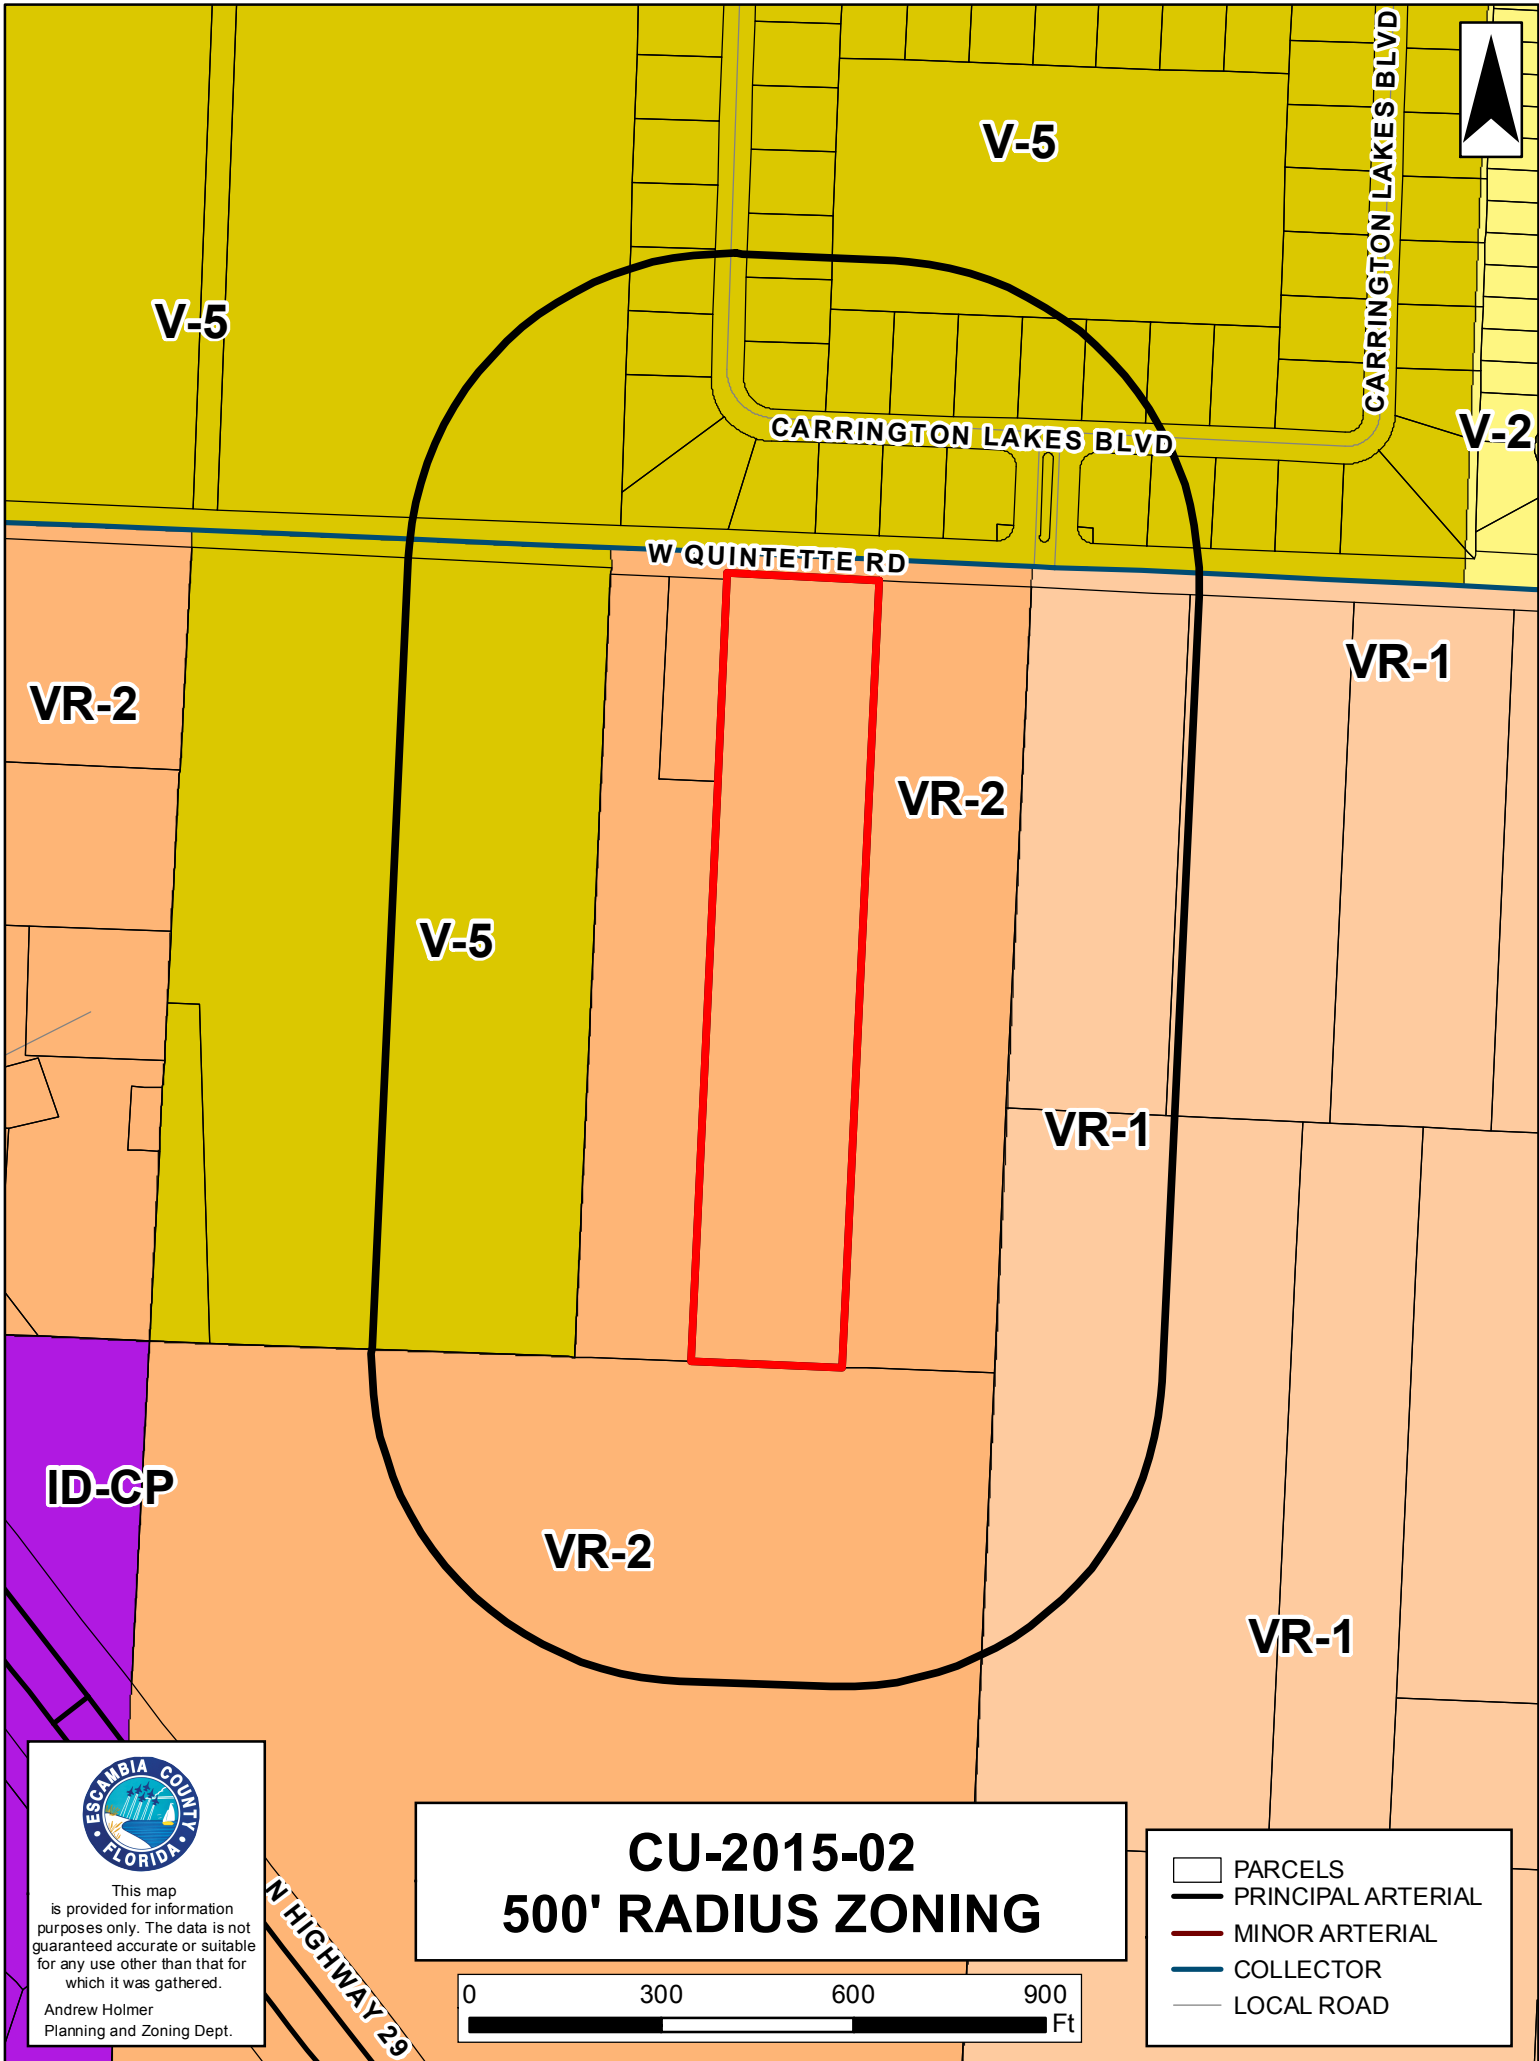 CARRINGTON LAKES BLVD
V-5
V-5
V-2
CARRINGTON LAKES BLVD
W QUINTETTE RD
VR-1
VR-2
VR-2
V-5
VR-1
ID-CP
VR-2
VR-1
ESCAMBIA COUNTY
FLORIDA
This map
is provided for information
purposes only. The data is not
guaranteed accurate or suitable
for any use other than that for
which it was gathered.
Andrew Holmer
Planning and Zoning Dept.
N HIGHWAY 29
CU-2015-02
500' RADIUS ZONING
0 300 600 900
Ft
PARCELS
PRINCIPAL ARTERIAL
MINOR ARTERIAL
COLLECTOR
LOCAL ROAD